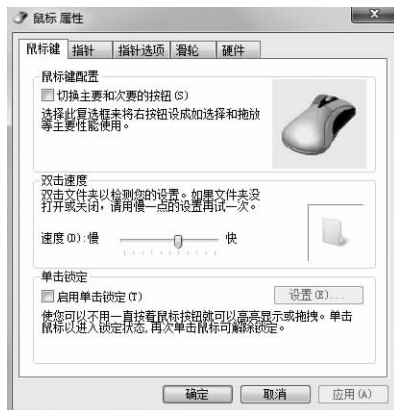 鼠标 属性
鼠标键 指针 指针选项 滑轮 硬件
鼠标键配置
切换主要和次要的按钮(S)
选择此复选框来将右按钮设成如选择和拖放
等主要性能使用。
双击速度
双击文件夹以检测您的设置。如果文件夹没
打开或关闭，请用慢一点的设置再试一次。
速度(D):慢 快
单击锁定
启用单击锁定(T) 设置(E)...
使您可以不用一直按着鼠标按钮就可以高亮显示或拖拽。单击
鼠标以进入锁定状态,再次单击鼠标可解除锁定。
确定 取消 应用(A)